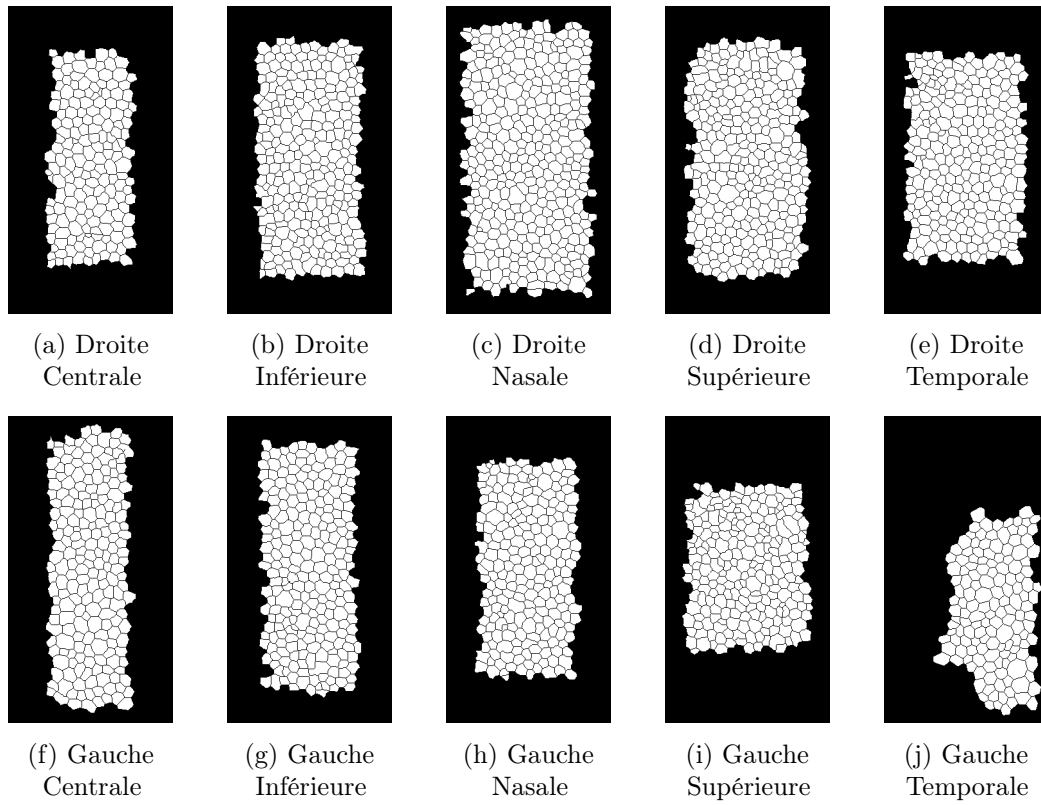 (a) Droite
Centrale
(b) Droite
Inférieure
(c) Droite
Nasale
(d) Droite
Supérieure
(e) Droite
Temporale
(f) Gauche
Centrale
(g) Gauche
Inférieure
(h) Gauche
Nasale
(i) Gauche
Supérieure
(j) Gauche
Temporale